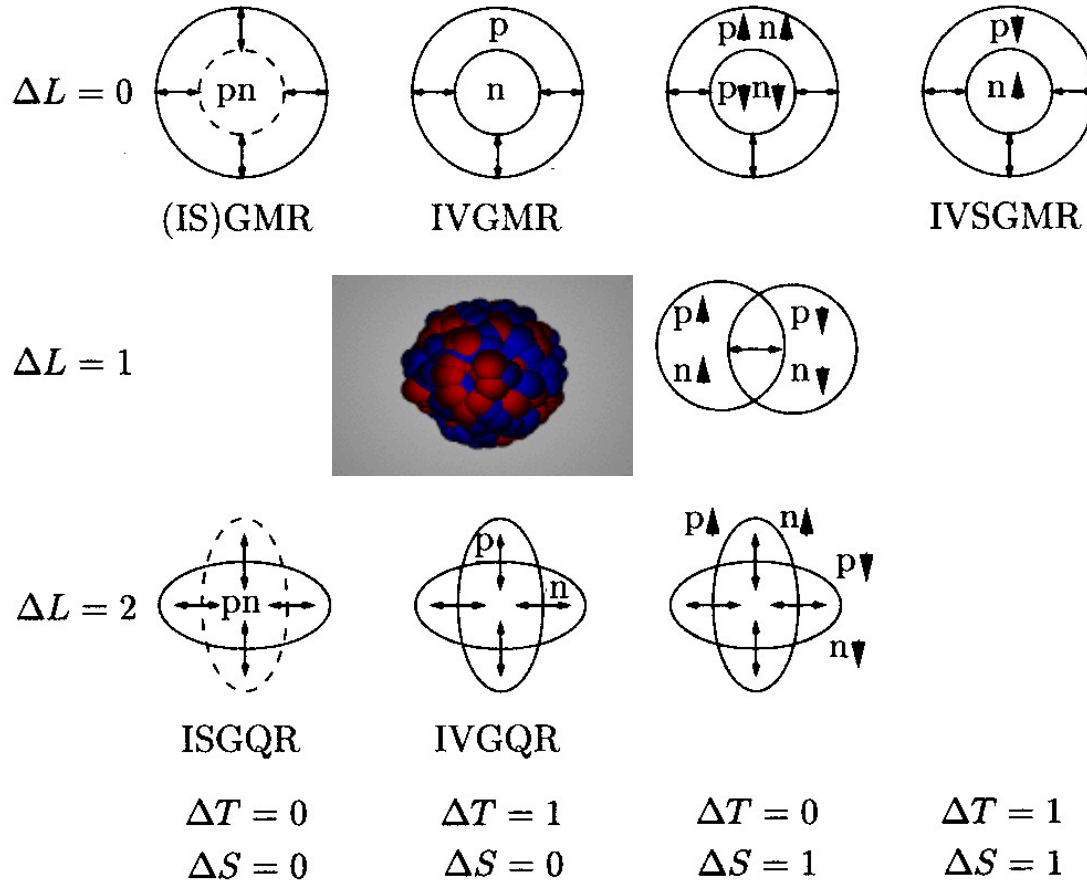 ΔL = 0
pn
p
n
p n
p n
p
n
(IS)GMR IVGMR IVSGMR
ΔL = 1
p p
n n
ΔL = 2
pn
p
n
p n
p
n
ISGQR IVGQR
ΔT = 0 ΔT = 1 ΔT = 0 ΔT = 1
ΔS = 0 ΔS = 0 ΔS = 1 ΔS = 1